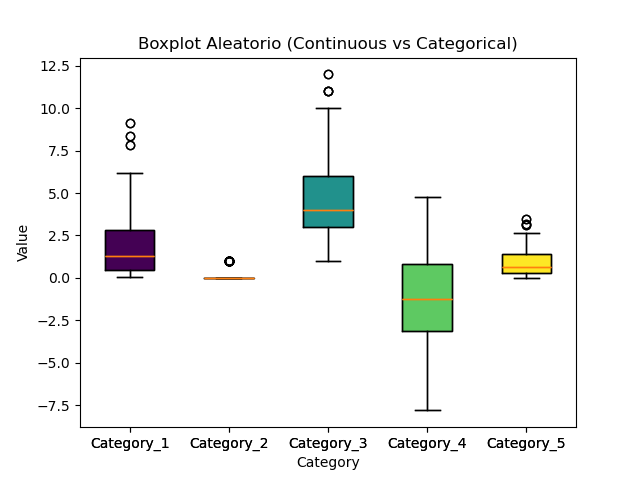 Boxplot Aleatorio (Continuous vs Categorical)
12.5
10.0
7.5
5.0
2.5
0.0
−2.5
−5.0
−7.5
Value
Category_1 Category_2 Category_3 Category_4 Category_5
Category